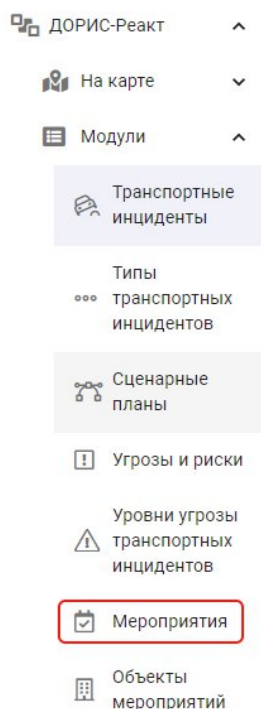 ДОРИС-Реакт
На карте
Модули
Транспортные
инциденты
Типы
транспортных
инцидентов
Сценарные
планы
Угрозы и риски
Уровни угрозы
транспортных
инцидентов
Мероприятия
Объекты
мероприятий